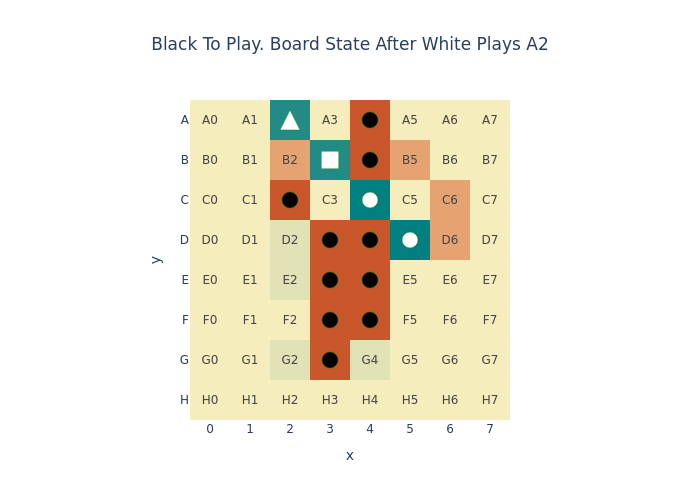 Black To Play. Board State After White Plays A2
A A0 A1 A3 A5 A6 A7
B B0 B1 B2 B5 B6 B7
C C0 C1 C3 C5 C6 C7
D D0 D1 D2 D6 D7
y
E E0 E1 E2 E5 E6 E7
F F0 F1 F2 F5 F6 F7
G G0 G1 G2 G4 G5 G6 G7
H H0 H1 H2 H3 H4 H5 H6 H7
0 1 2 3 4 5 6 7
x